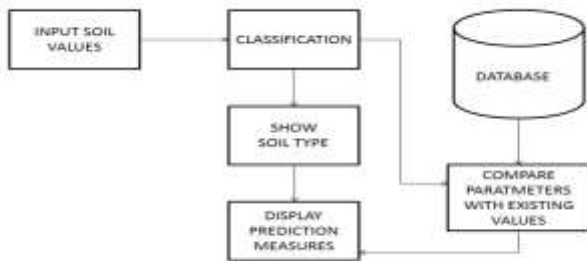 INPUT SOIL
VALUES
CLASSIFICATION
DATABASE
SHOW
SOIL TYPE
COMPARE
PARATMETERS
WITH EXISTING
VALUES
DISPLAY
PREDICTION
MEASURES